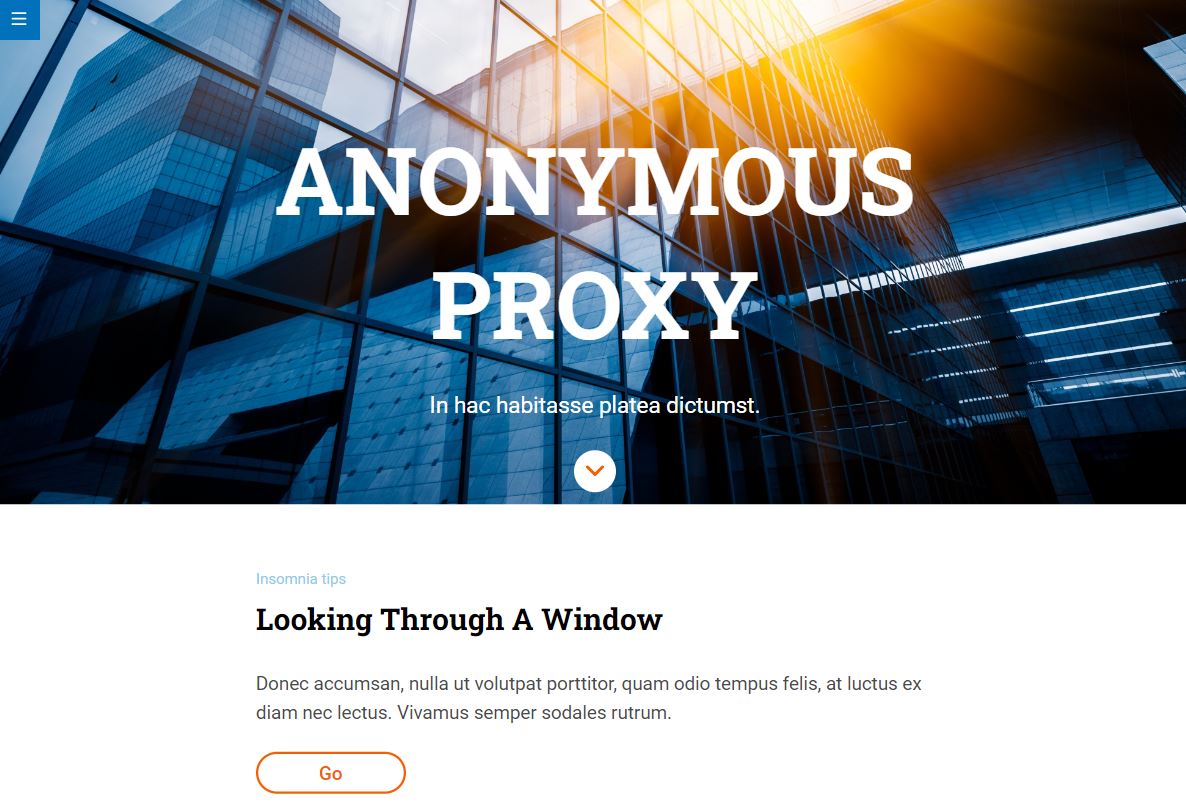 ANONYMOUS
PROXY
In hac habitasse platea dictumst.
Insomnia tips
Looking Through A Window
Donec accumsan, nulla ut volutpat porttitor, quam odio tempus felis, at luctus ex
diam nec lectus. Vivamus semper sodales rutrum.
Go